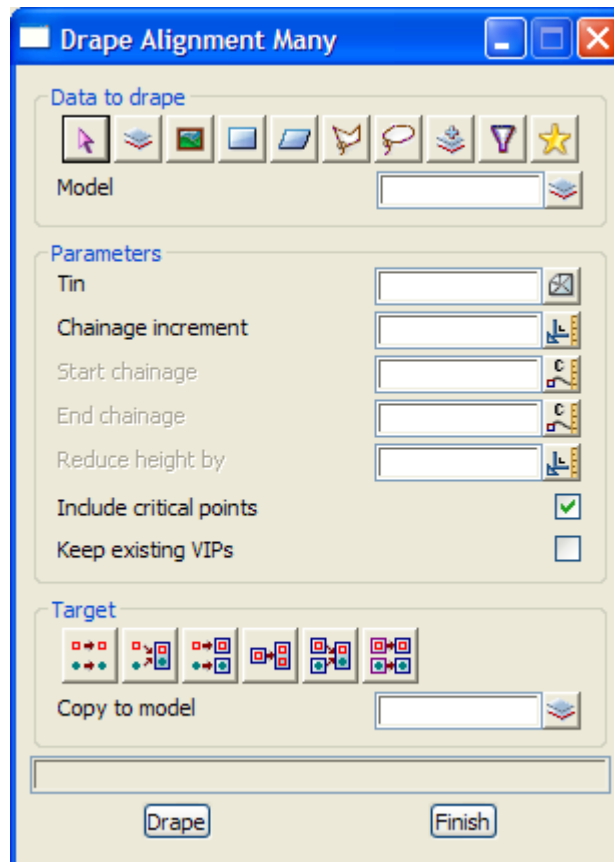 Drape Alignment Many
Data to drape
Model
Parameters
Tin
Chainage increment
Start chainage
End chainage
Reduce height by
Include critical points
Keep existing VIPs
Target
Copy to model
Drape Finish